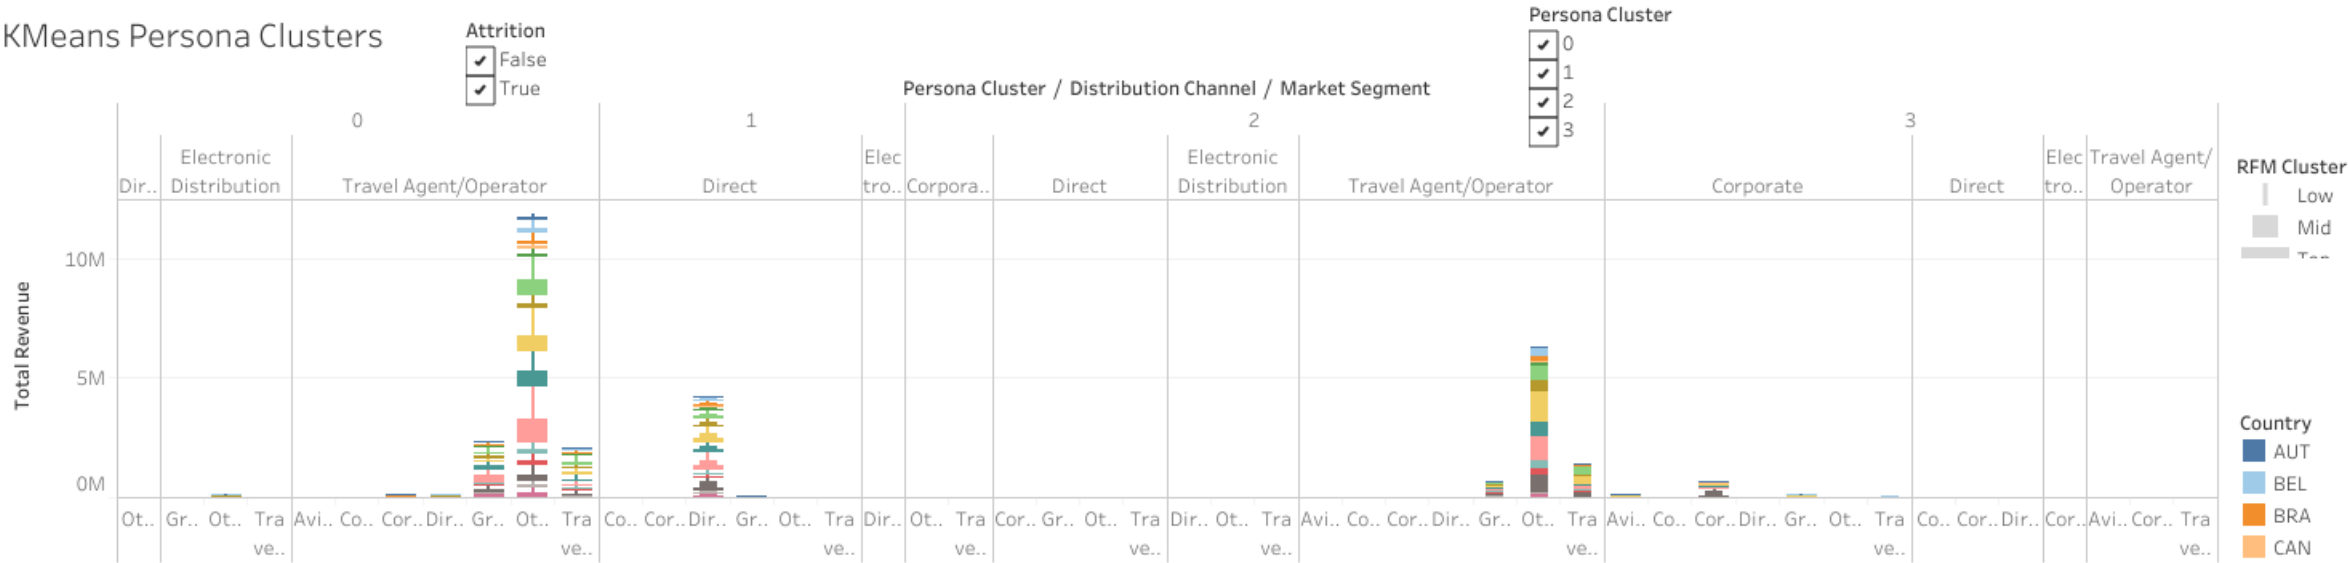 KMeans Persona Clusters
Attrition
False
True
Persona Cluster
0
1
2
3
Persona Cluster / Distribution Channel / Market Segment
0 1 2 3
Dir.. Electronic Distribution Travel Agent/Operator Direct Elec tro.. Corpora.. Direct Electronic Distribution Travel Agent/Operator Corporate Direct Elec tro.. Travel Agent/ Operator
RFM Cluster
Low
Mid
Total Revenue
10M
5M
0M
Ot.. Gr.. Ot.. Tra ve.. Avi.. Co.. Cor.. Dir.. Gr.. Ot.. Tra ve.. Co.. Cor.. Dir.. Gr.. Ot.. Tra ve.. Dir.. Ot.. Tra ve.. Cor.. Gr.. Ot.. Tra ve.. Dir.. Ot.. Tra ve.. Avi.. Co.. Cor.. Dir.. Gr.. Ot.. Tra ve.. Avi.. Co.. Cor.. Dir.. Gr.. Ot.. Tra ve.. Co.. Cor.. Dir.. Cor.. Avi.. Cor.. Tra ve..
Country
AUT
BEL
BRA
CAN